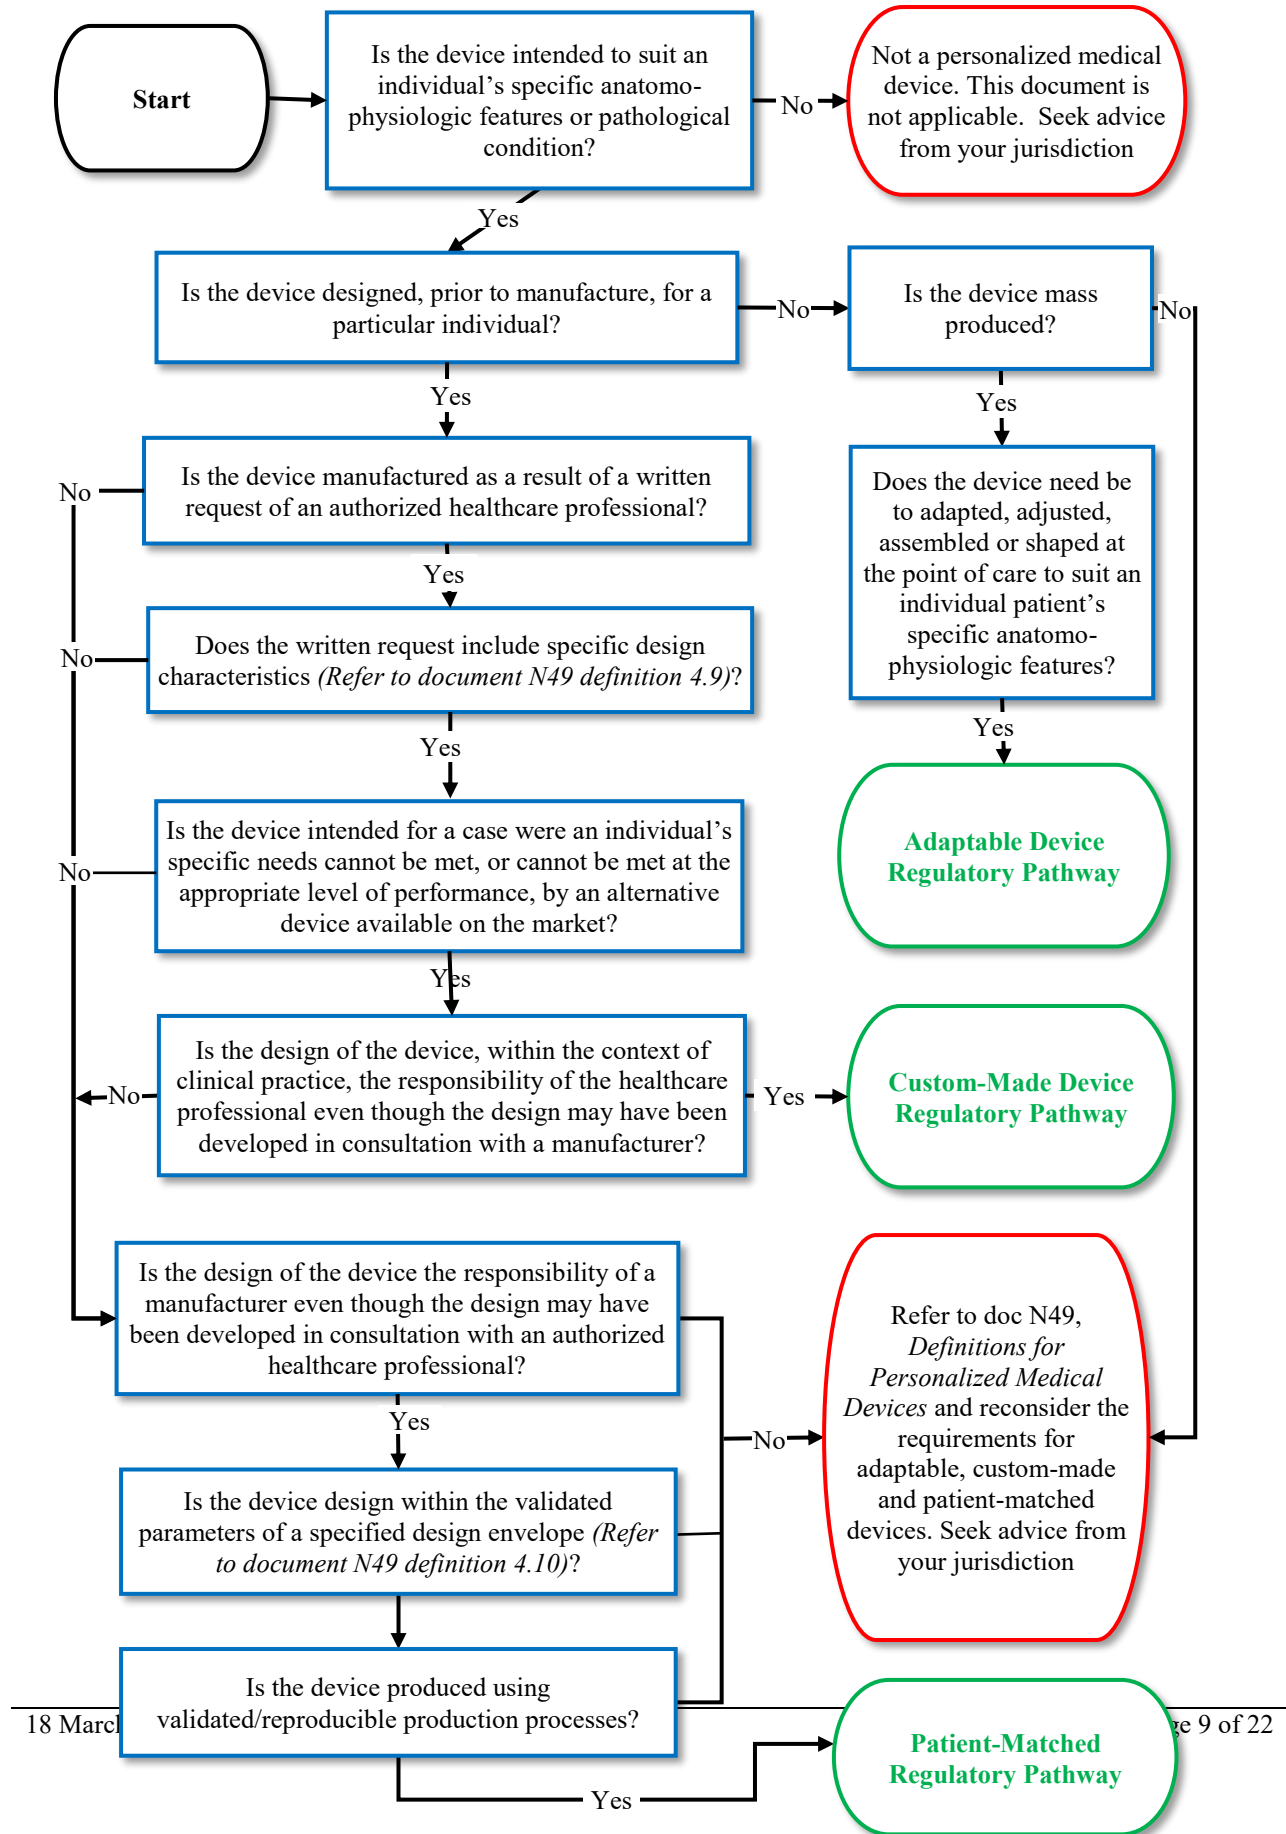 Start
Is the device intended to suit an
individual’s specific anatomo-
physiologic features or pathological
condition?
No
Not a personalized medical
device. This document is
not applicable.  Seek advice
from your jurisdiction
Yes
Is the device designed, prior to manufacture, for a
particular individual?
No
Is the device mass
produced?
No
Yes
Yes
Is the device manufactured as a result of a written
request of an authorized healthcare professional?
No
Does the device need be
to adapted, adjusted,
assembled or shaped at
the point of care to suit an
individual patient’s
specific anatomo-
physiologic features?
Yes
Does the written request include specific design
characteristics (Refer to document N49 definition 4.9)?
No
Yes
Yes
Adaptable Device
Regulatory Pathway
Is the device intended for a case were an individual’s
specific needs cannot be met, or cannot be met at the
appropriate level of performance, by an alternative
device available on the market?
No
Yes
Is the design of the device, within the context of
clinical practice, the responsibility of the healthcare
professional even though the design may have been
developed in consultation with a manufacturer?
No
Yes
Custom-Made Device
Regulatory Pathway
Is the design of the device the responsibility of a
manufacturer even though the design may have
been developed in consultation with an authorized
healthcare professional?
Yes
No
Refer to doc N49,
Definitions for
Personalized Medical
Devices and reconsider the
requirements for
adaptable, custom-made
and patient-matched
devices. Seek advice from
your jurisdiction
Is the device design within the validated
parameters of a specified design envelope (Refer
to document N49 definition 4.10)?
Is the device produced using
validated/reproducible production processes?
18 March
9 of 22
Patient-Matched
Regulatory Pathway
Yes